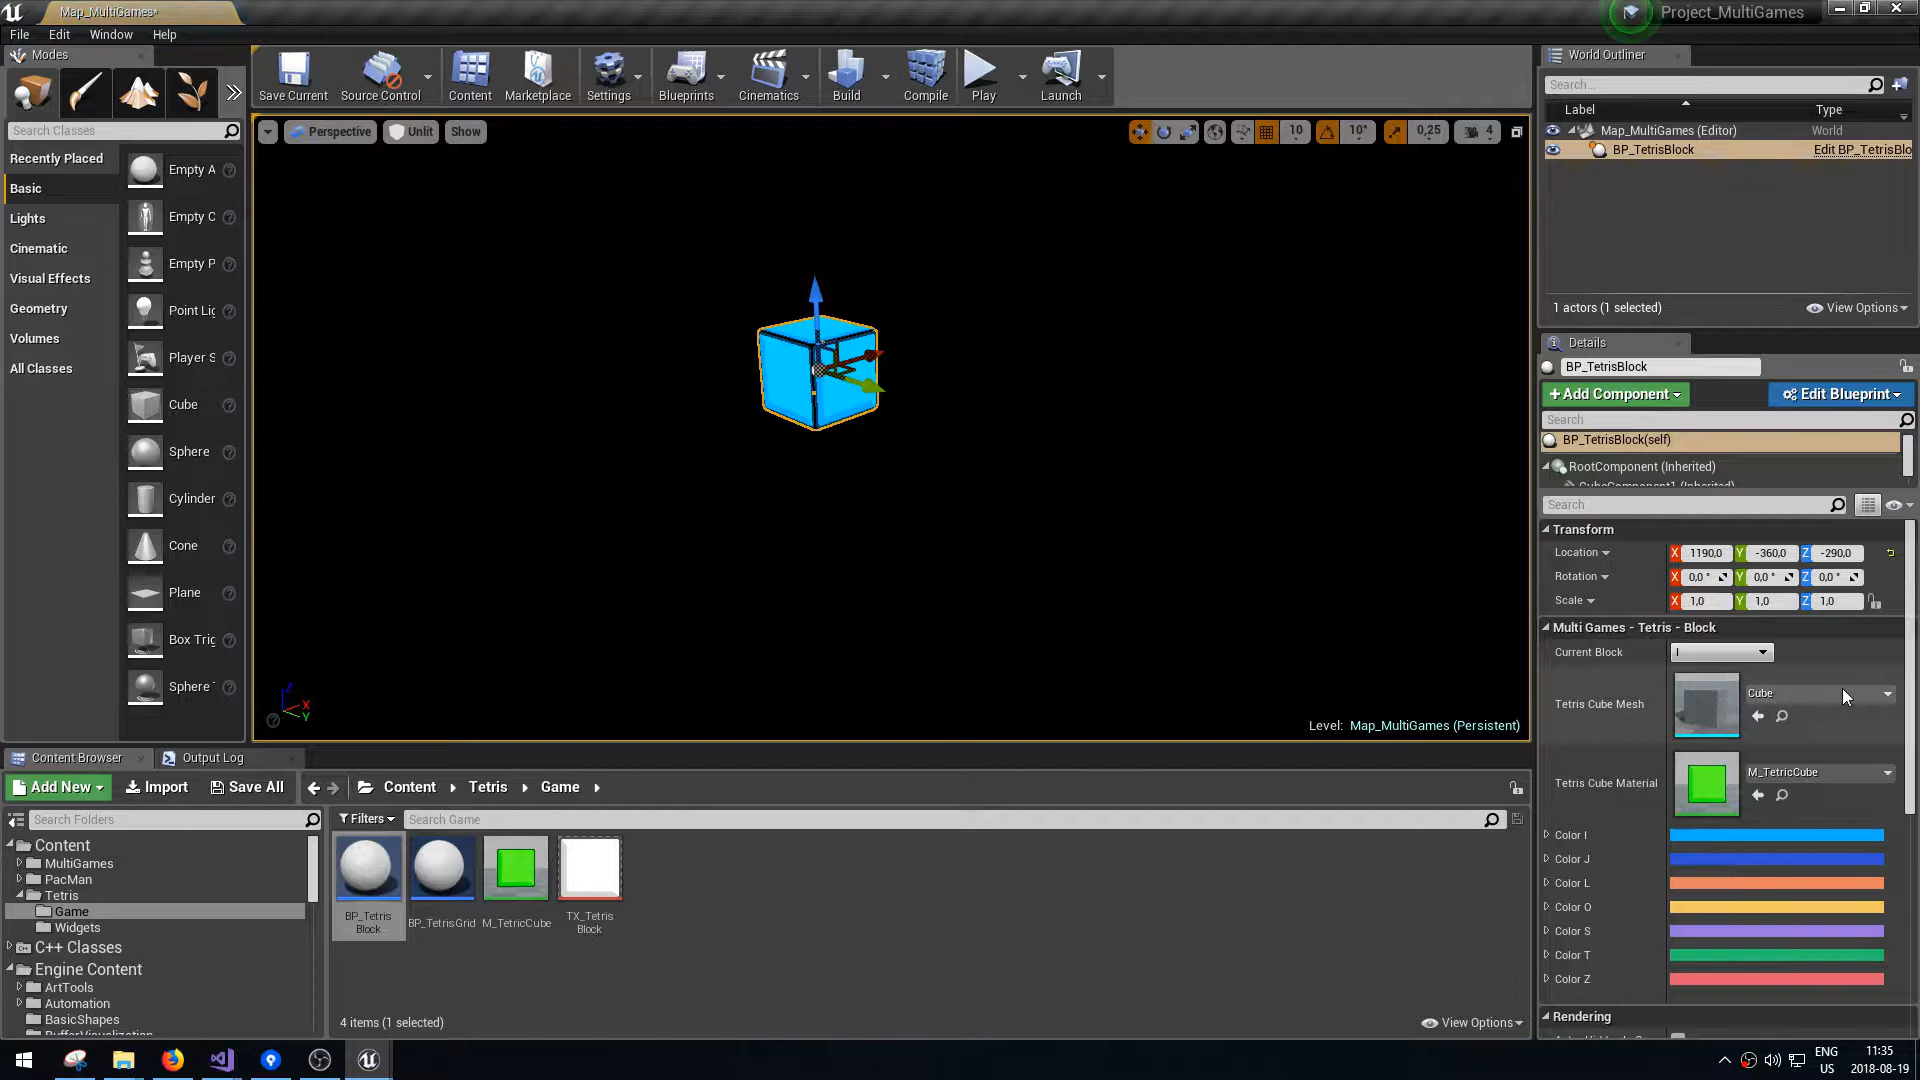 Map_MultiGames*
Project_MultiGames
File
Edit
Window
Help
Modes
Save Current
Source Control
Content
Marketplace
Settings
Blueprints
Cinematics
Build
Compile
Play
Launch
Search Classes
Recently Placed
Basic
Lights
Cinematic
Visual Effects
Geometry
Volumes
All Classes
Empty A
Empty C
Empty P
Point Lig
Player S
Cube
Sphere
Cylinder
Cone
Plane
Box Trig
Sphere T
Perspective
Unlit
Show
10
10°
0,25
4
Z
X
Y
Level: Map_MultiGames (Persistent)
World Outliner
Search...
Label
Type
Map_MultiGames (Editor)
World
BP_TetrisBlock
Edit BP_TetrisBlo
1 actors (1 selected)
View Options
Details
BP_TetrisBlock
+Add Component
Edit Blueprint
Search
BP_TetrisBlock(self)
RootComponent (Inherited)
CubeComponent1 (Inherited)
Search
Transform
Location
X 1190,0 Y -360,0 Z -290,0
Rotation
X 0,0 ° Y 0,0 ° Z 0,0 °
Scale
X 1,0 Y 1,0 Z 1,0
Multi Games - Tetris - Block
Current Block
I
Tetris Cube Mesh
Cube
Tetris Cube Material
M_TetricCube
Color I
Color J
Color L
Color O
Color S
Color T
Color Z
Rendering
Content Browser
Output Log
Add New
Import
Save All
Content
Tetris
Game
Search Folders
Filters
Search Game
Content
MultiGames
PacMan
Tetris
Game
Widgets
C++ Classes
Engine Content
ArtTools
Automation
BasicShapes
BufferVisualization
BP_Tetris
Block
BP_TetrisGrid
M_TetricCube
TX_Tetris
Block
4 items (1 selected)
View Options
ENG
US
11:35
2018-08-19